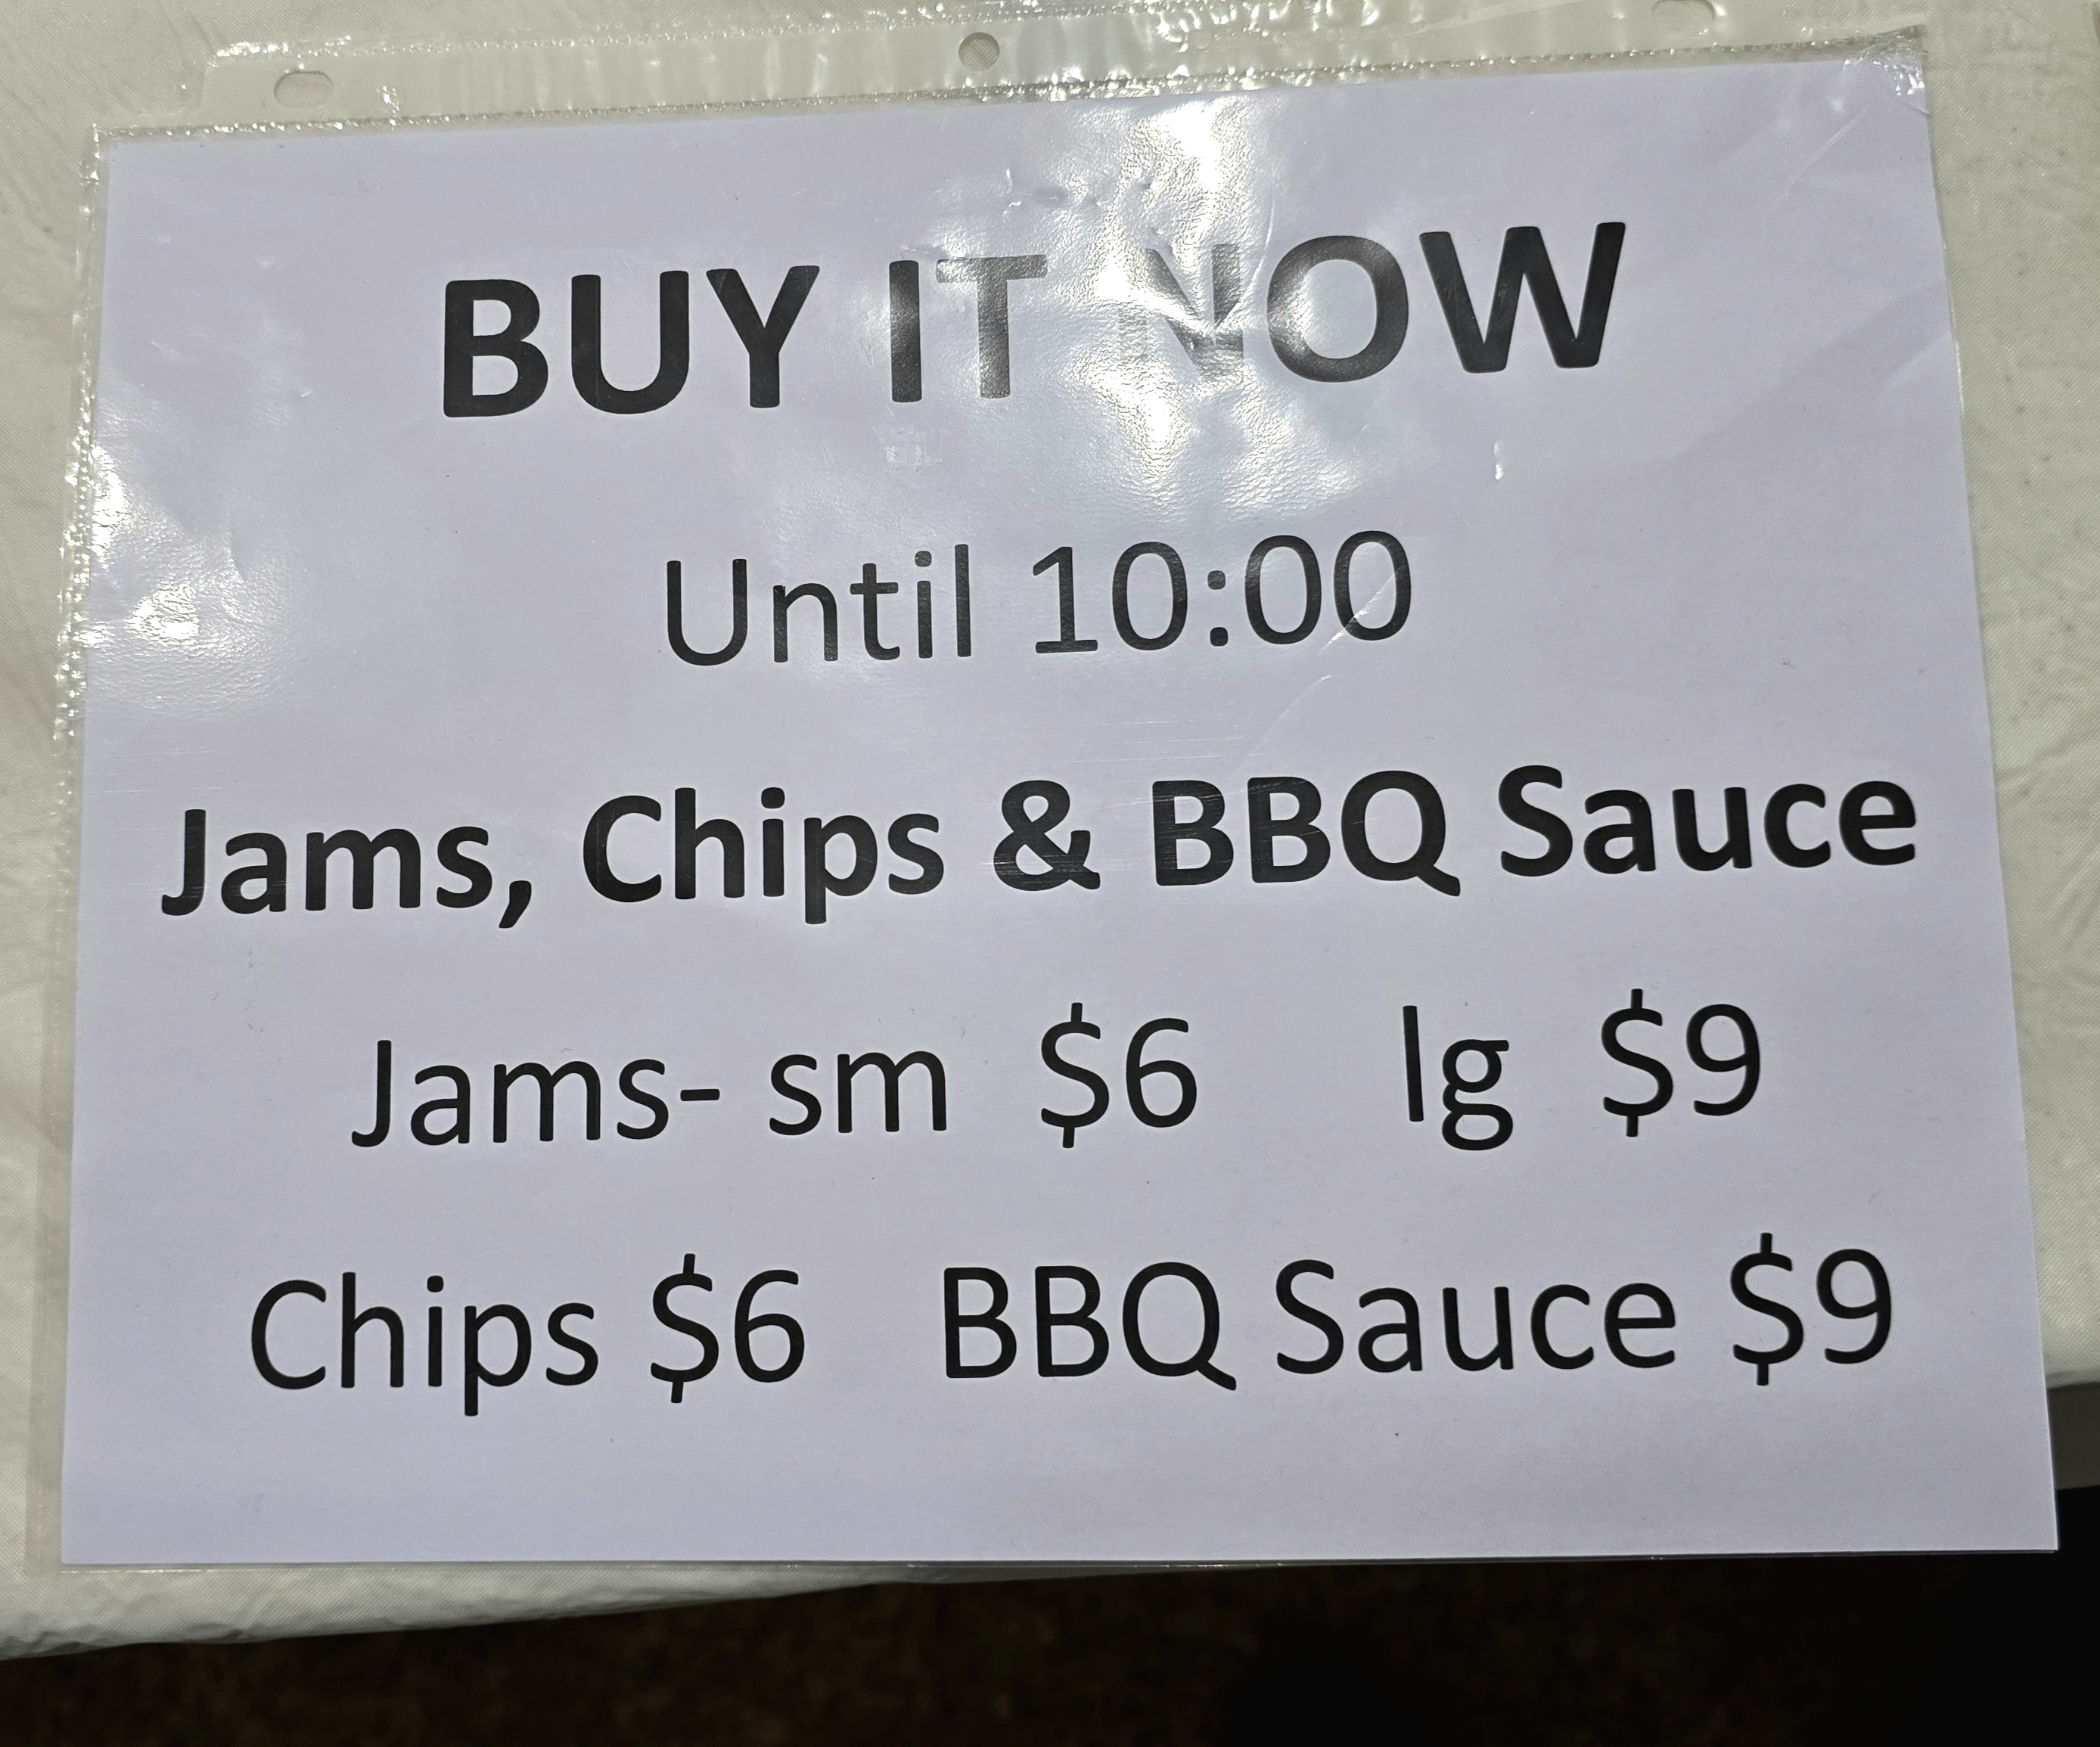 BUY IT NOW
Until 10:00
Jams, Chips & BBQ Sauce
Jams- sm $6 lg $9
Chips $6 BBQ Sauce $9